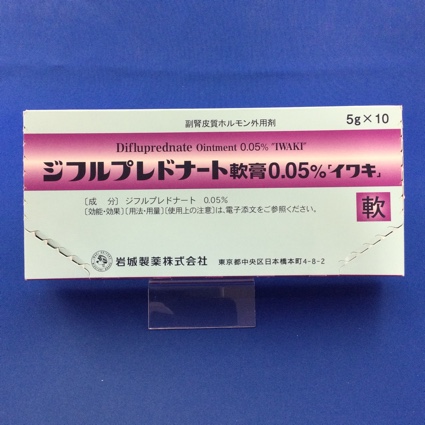 副腎皮質ホルモン外用剤
5g×10
Difluprednate Ointment 0.05% "IWAKI"
ジフルプレドナート軟膏0.05%「イワキ」
〔成　分〕ジフルプレドナート　0.05%
〔効能・効果〕〔用法・用量〕〔使用上の注意〕は、電子添文をご参照ください。
軟
岩城製薬株式会社
東京都中央区日本橋本町4-8-2